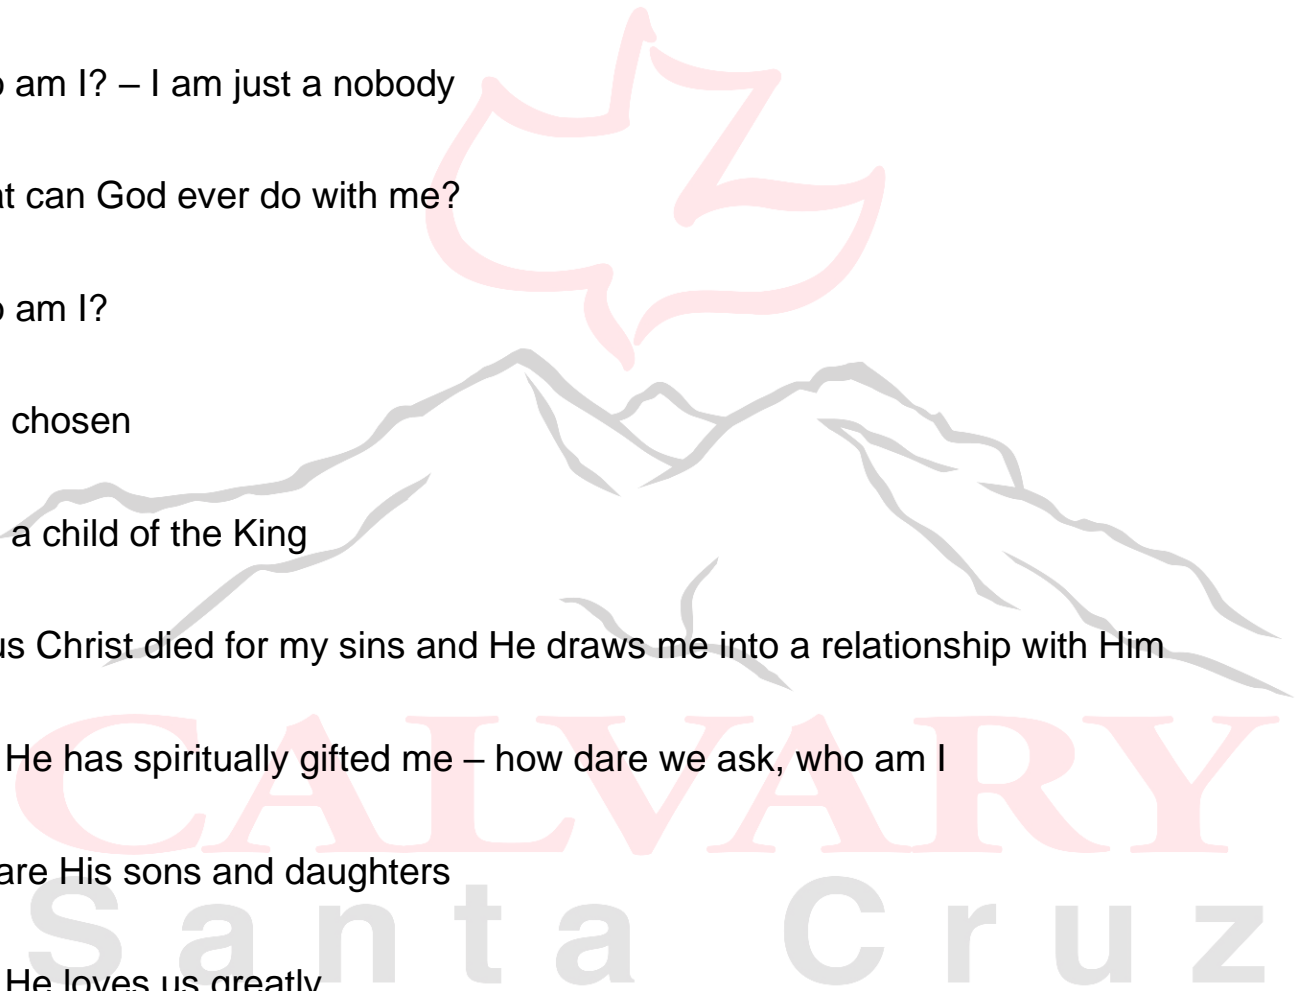 o am I? – I am just a nobody
at can God ever do with me?
o am I?
chosen
a child of the King
us Christ died for my sins and He draws me into a relationship with Him
He has spiritually gifted me – how dare we ask, who am I
are His sons and daughters
He loves us greatly
CALVARY
Santa Cruz